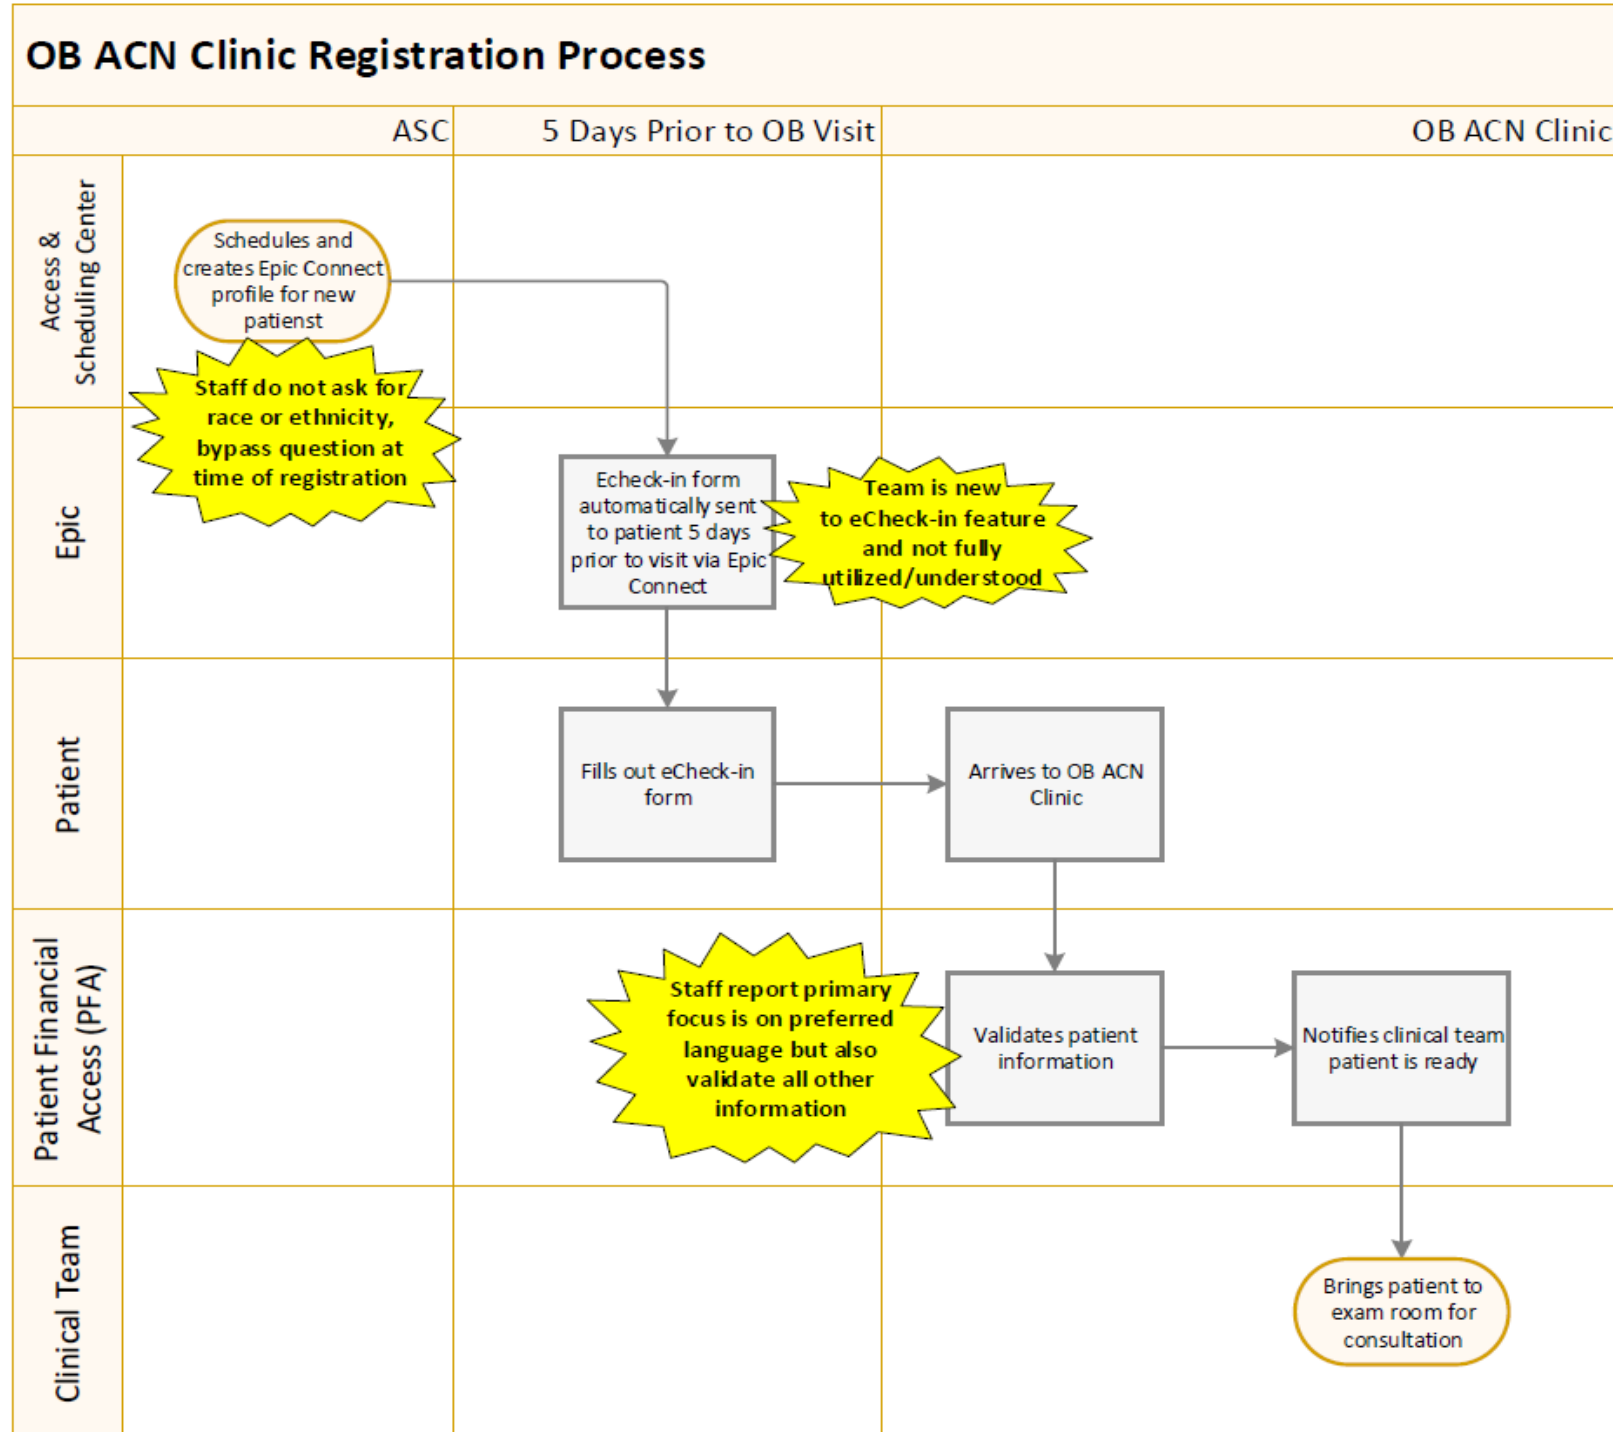 OB ACN Clinic Registration Process
ASC
5 Days Prior to OB Visit
OB ACN Clinic
Access &
Scheduling Center
Schedules and
creates Epic Connect
profile for new
patienst
Staff do not ask for
race or ethnicity,
bypass question at
time of registration
Epic
Echeck-in form
automatically sent
to patient 5 days
prior to visit via Epic
Connect
Team is new
to eCheck-in feature
and not fully
utilized/understood
Patient
Fills out eCheck-in
form
Arrives to OB ACN
Clinic
Patient Financial
Access (PFA)
Staff report primary
focus is on preferred
language but also
validate all other
information
Validates patient
information
Notifies clinical team
patient is ready
Clinical Team
Brings patient to
exam room for
consultation